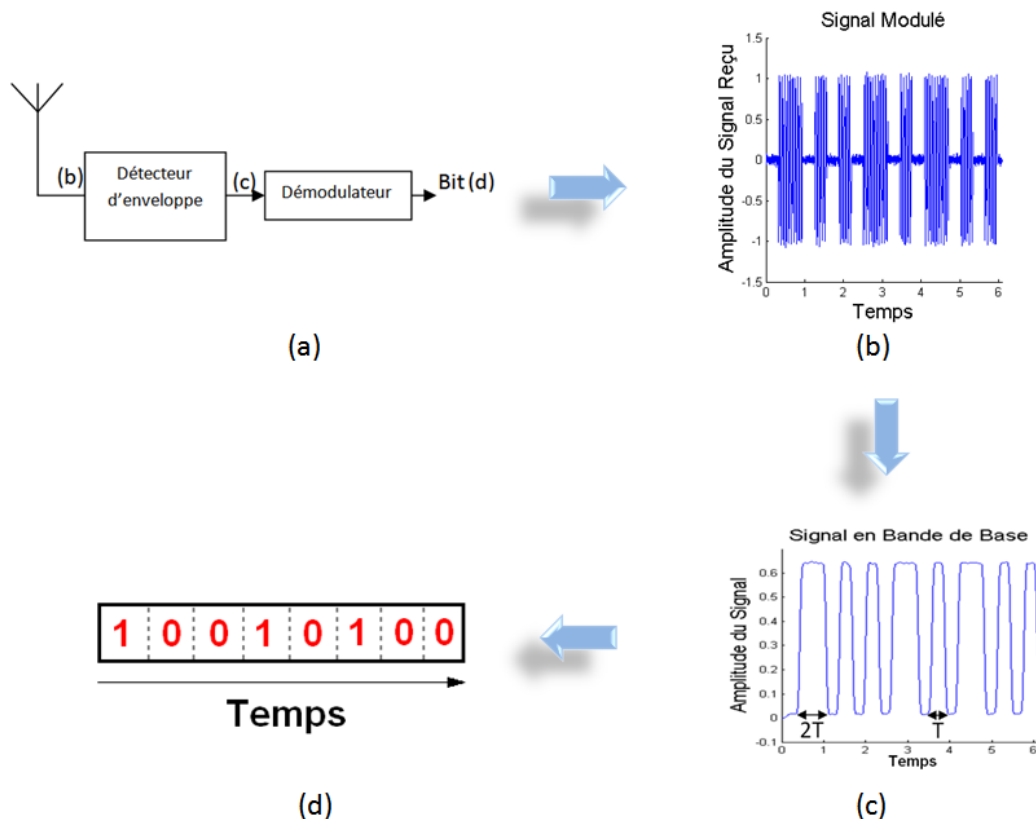 (b)
Détecteur
d'enveloppe
(c)
Démodulateur
Bit (d)
(a)
Signal Modulé
Amplitude du Signal Reçu
1.5
1
0.5
0
-0.5
-1
-1.5
0 1 2 3 4 5 6
Temps
(b)
Signal en Bande de Base
Amplitude du Signal
0.6
0.5
0.4
0.3
0.2
0.1
0
-0.1
2T
T
0 1 2 3 4 5 6
Temps
(c)
1 0 0 1 0 1 0 0
Temps
(d)